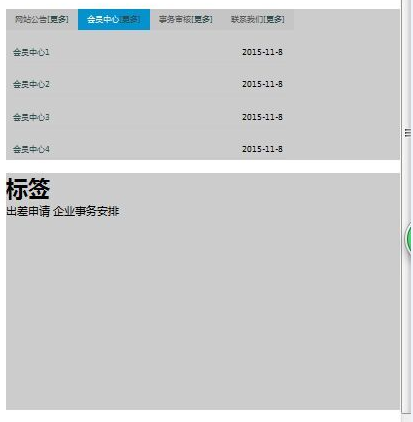 网站公告[更多] 会员中心[更多] 事务审核[更多] 联系我们[更多]
会员中心1 2015-11-8
会员中心2 2015-11-8
会员中心3 2015-11-8
会员中心4 2015-11-8
标签
出差申请 企业事务安排